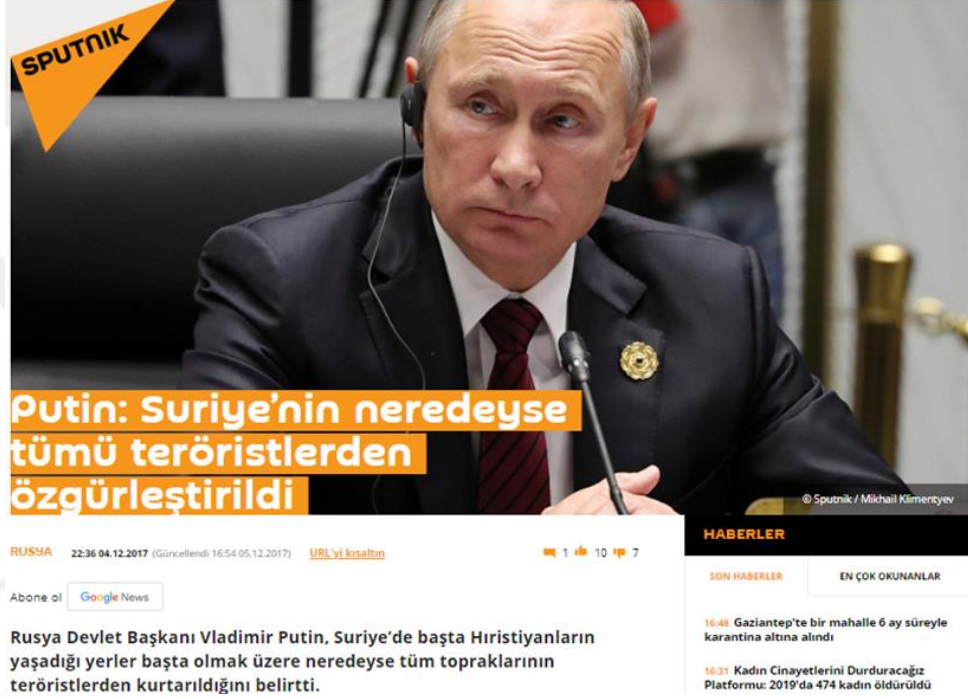 SPUTNIK
Putin: Suriye'nin neredeyse
tümü teröristlerden
özgürleştirildi
© Sputnik / Mikhail Klimentyev
RUSYA 22:36 04.12.2017 (Güncellendi 16:54 05.12.2017) URL'yi kısaltın 1 10 7
Abone ol Google News
Rusya Devlet Başkanı Vladimir Putin, Suriye'de başta Hıristiyanların
yaşadığı yerler başta olmak üzere neredeyse tüm topraklarının
teröristlerden kurtarıldığını belirtti.
HABERLER
SON HABERLER EN ÇOK OKUNANLAR
16:48 Gaziantep'te bir mahalle 6 ay süreyle
karantina altına alındı
16:31 Kadın Cinayetlerini Durduracağız
Platformu: 2019'da 474 kadın öldürüldü